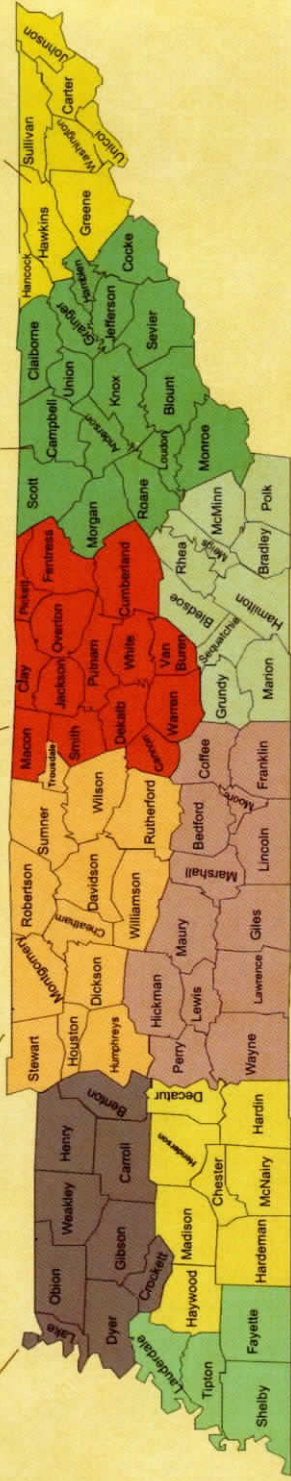 Johnson
Carter
Sullivan
Washington
Unicoi
Hawkins
Greene
Hancock
Hamblen
Cocke
Claiborne
Grainger
Jefferson
Sevier
Union
Knox
Campbell
Anderson
Blount
Scott
Loudon
Monroe
Morgan
Roane
Fentress
Pickett
Cumberland
Overton
Clay
Jackson
Putnam
White
Van
Buren
Macon
Smith
Dekalb
Warren
Trousdale
Cannon
Rhea
Meigs
McMinn
Polk
Bradley
Bledsoe
Hamilton
Sequatchie
Grundy
Marion
Sumner
Wilson
Rutherford
Robertson
Davidson
Cheatham
Williamson
Montgomery
Dickson
Stewart
Houston
Humphreys
Coffee
Franklin
Moore
Bedford
Lincoln
Marshall
Maury
Giles
Hickman
Lewis
Lawrence
Perry
Wayne
Benton
Henry
Carroll
Weakley
Gibson
Obion
Crockett
Lake
Dyer
Decatur
Hardin
Henderson
Chester
McNairy
Madison
Haywood
Hardeman
Lauderdale
Tipton
Fayette
Shelby